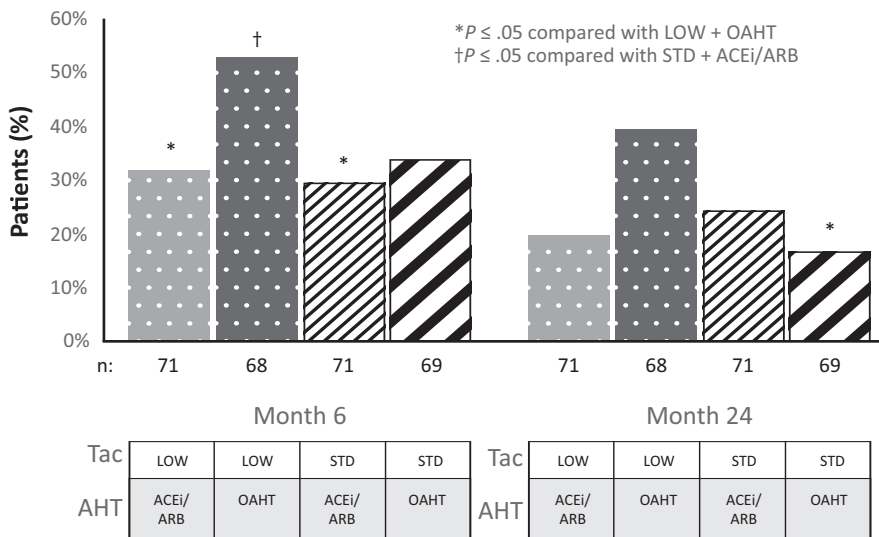 60%
50%
40%
30%
20%
10%
0%
Patients (%)
*P ≤ .05 compared with LOW + OAHT
†P ≤ .05 compared with STD + ACEi/ARB
*
†
*
*
n: 71 68 71 69 71 68 71 69
Month 6
Month 24
Tac LOW LOW STD STD
AHT ACEi/ARB OAHT ACEi/ARB OAHT
Tac LOW LOW STD STD
AHT ACEi/ARB OAHT ACEi/ARB OAHT